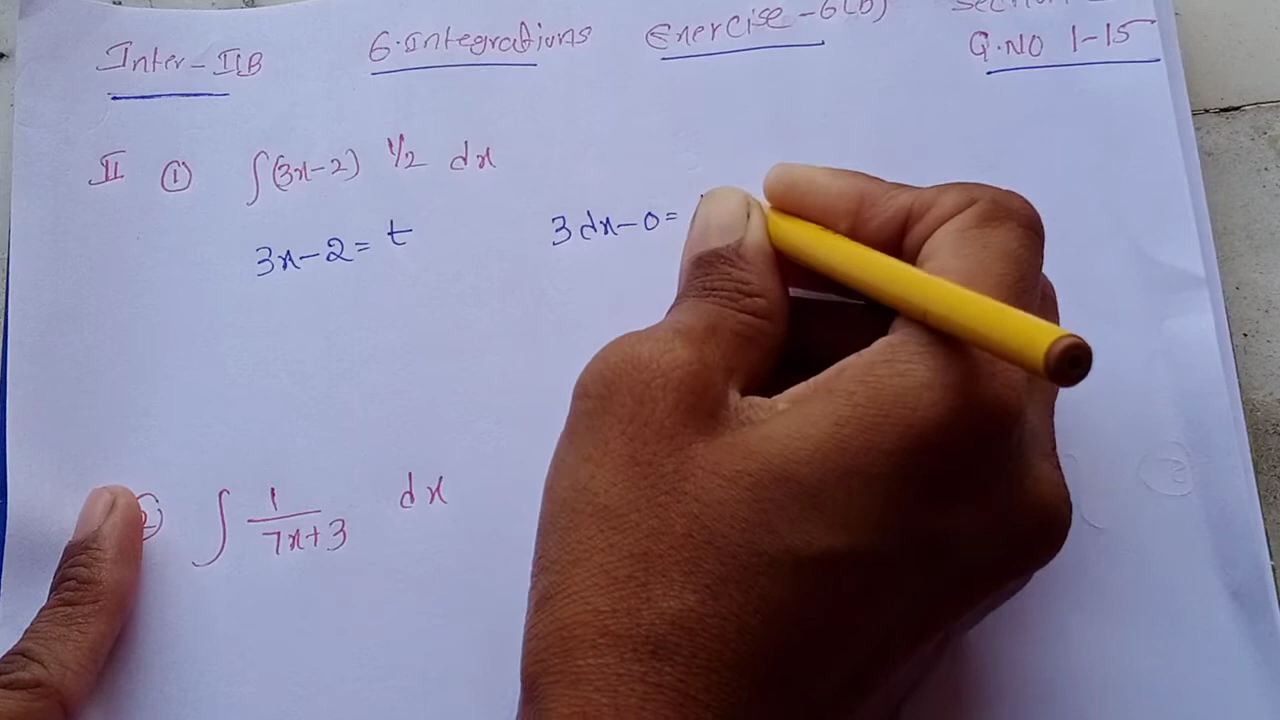 Inter-IIB 6.Integrations Exercise-6(B)
Q.NO 1-15
II ① ∫(3x-2) 1/2 dx
3x-2= t 3dx-0=
② ∫ 1/7x+3 dx